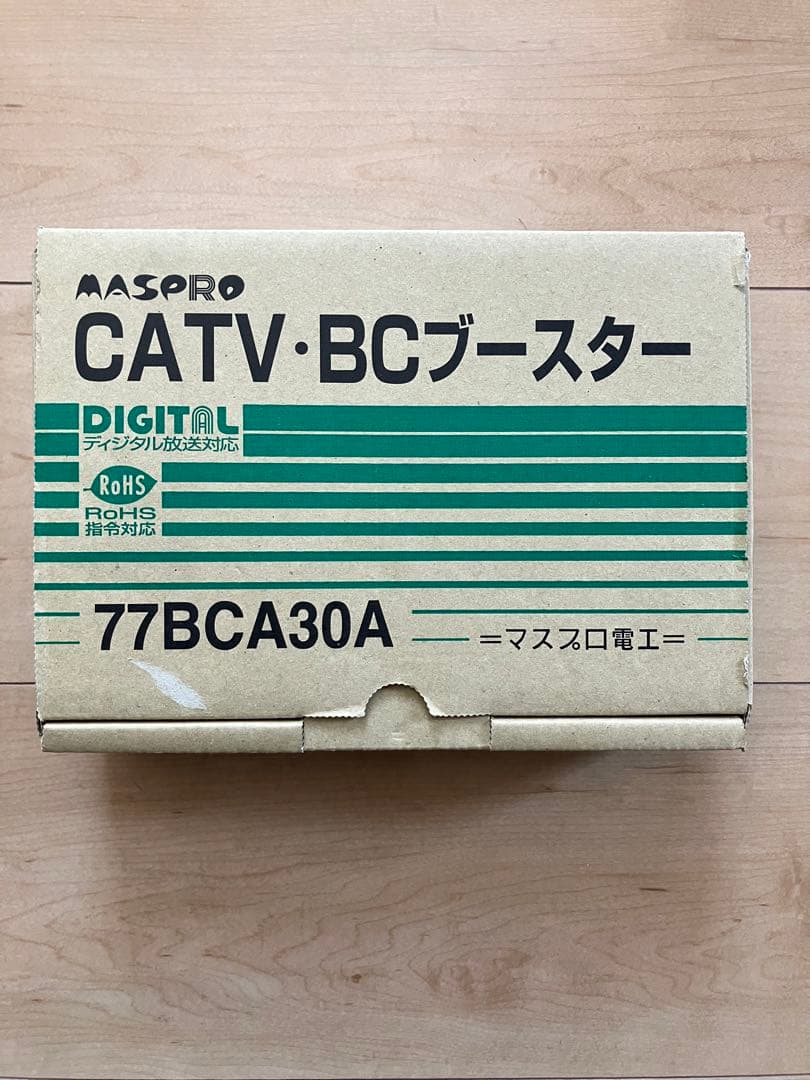 MASPRO
CATV・BCブースター
DIGITAL
ディジタル放送対応
RoHS
RoHS
指令対応
77BCA30A
=マスプロ電工=